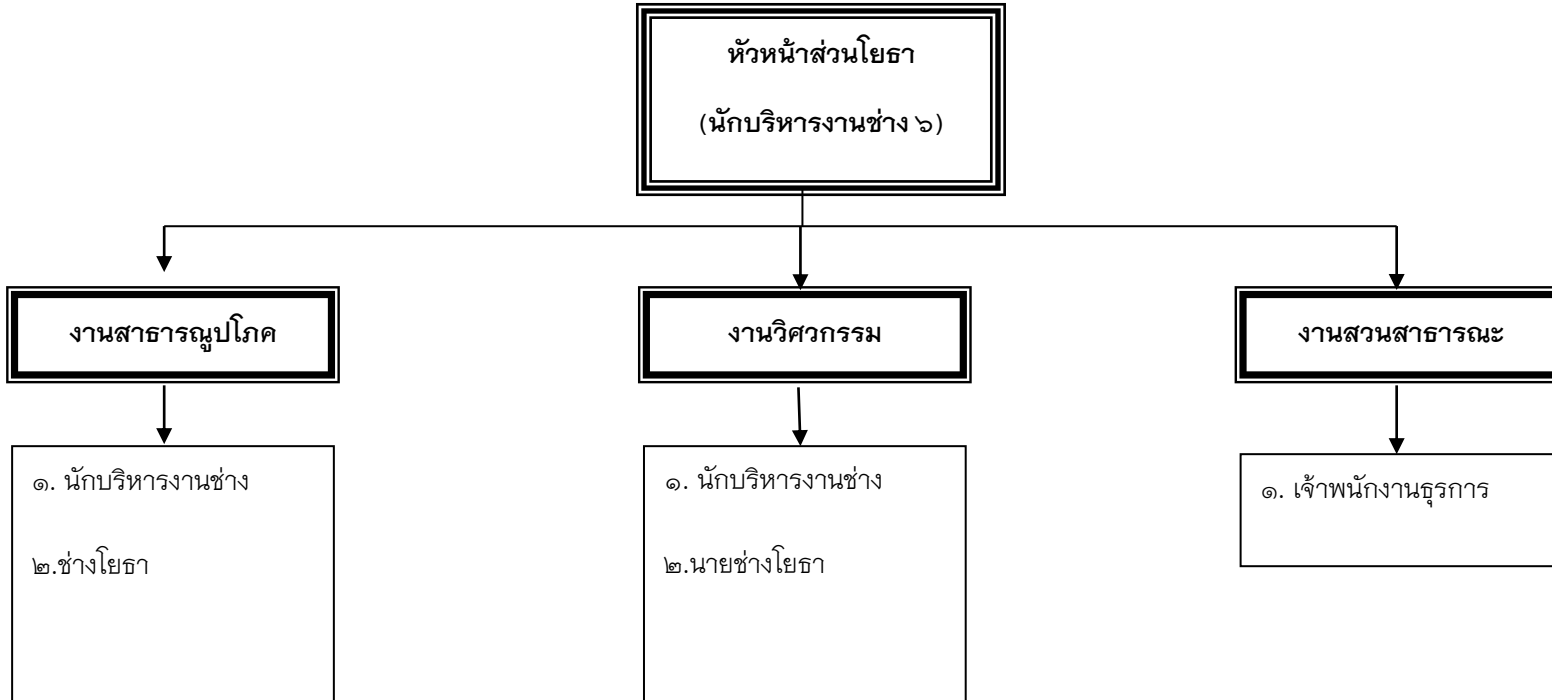 หัวหน้าส่วนโยธา
(นักบริหารงานช่าง ๖)
งานสาธารณูปโภค
งานวิศวกรรม
งานสวนสาธารณะ
๑. นักบริหารงานช่าง
๒.ช่างโยธา
๑. นักบริหารงานช่าง
๒.นายช่างโยธา
๑. เจ้าพนักงานธุรการ